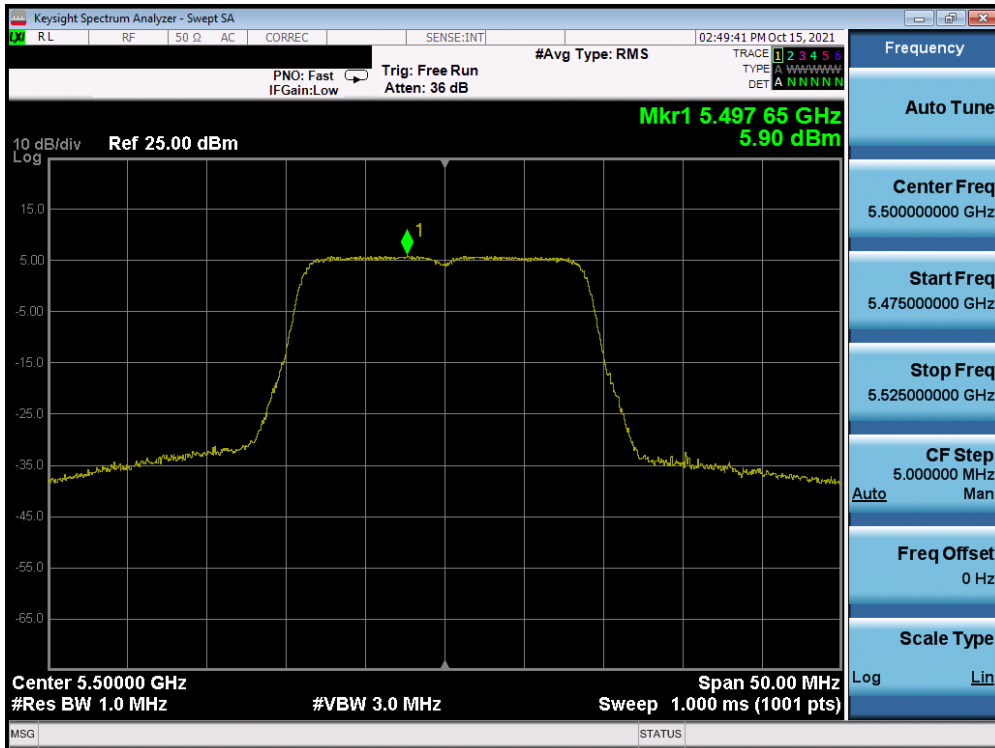 Keysight Spectrum Analyzer - Swept SA
LXI RL RF 50 Ω AC CORREC SENSE:INT 02:49:41 PM Oct 15, 2021
#Avg Type: RMS TRACE 1 2 3 4 5 6
PNO: Fast Trig: Free Run TYPE A WWWWW
IFGain:Low Atten: 36 dB DET A N N N N N
Mkr1 5.497 65 GHz
10 dB/div Ref 25.00 dBm 5.90 dBm
Log
1
15.0
5.00
-5.00
-15.0
-25.0
-35.0
-45.0
-55.0
-65.0
Center 5.50000 GHz Span 50.00 MHz
#Res BW 1.0 MHz #VBW 3.0 MHz Sweep 1.000 ms (1001 pts)
MSG STATUS
Frequency
Auto Tune
Center Freq
5.500000000 GHz
Start Freq
5.475000000 GHz
Stop Freq
5.525000000 GHz
CF Step
5.000000 MHz
Auto Man
Freq Offset
0 Hz
Scale Type
Log Lin